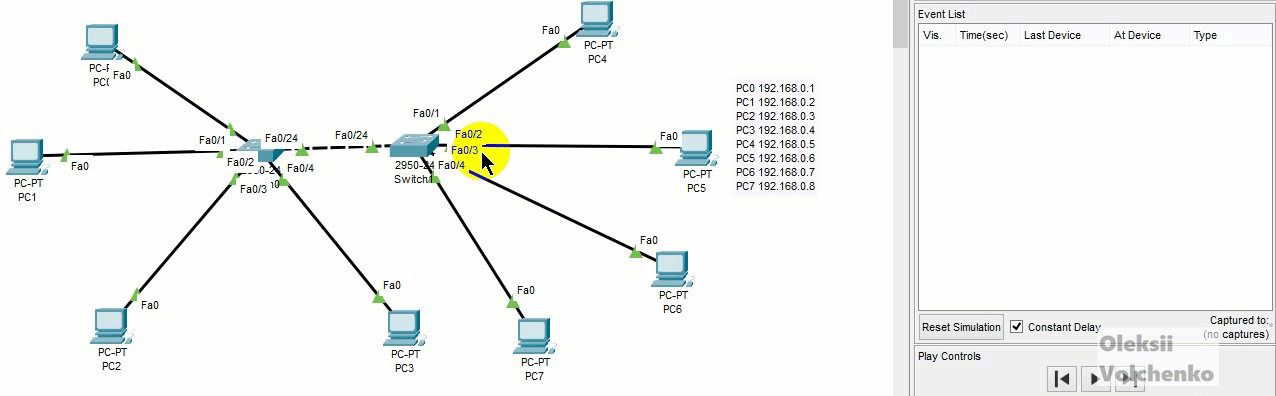 PC-PT
PC4
Fa0
Fa0
Fa0/1
Fa0/24
Fa0/24
Fa0/1
Fa0/2
Fa0/3
Fa0/4
2950-24
Fa0
PC-PT
PC5
PC0 192.168.0.1
PC1 192.168.0.2
PC2 192.168.0.3
PC3 192.168.0.4
PC4 192.168.0.5
PC5 192.168.0.6
PC6 192.168.0.7
PC7 192.168.0.8
Fa0
PC-PT
PC1
Fa0/2
Fa0/4
Fa0/3
Fa0
PC-PT
PC6
Fa0
PC-PT
PC2
Fa0
PC-PT
PC3
Fa0
PC-PT
PC7
Event List
Vis. Time(sec) Last Device At Device Type
Reset Simulation Constant Delay Captured to:
(no captures)
Play Controls
Oleksii
Volchenko